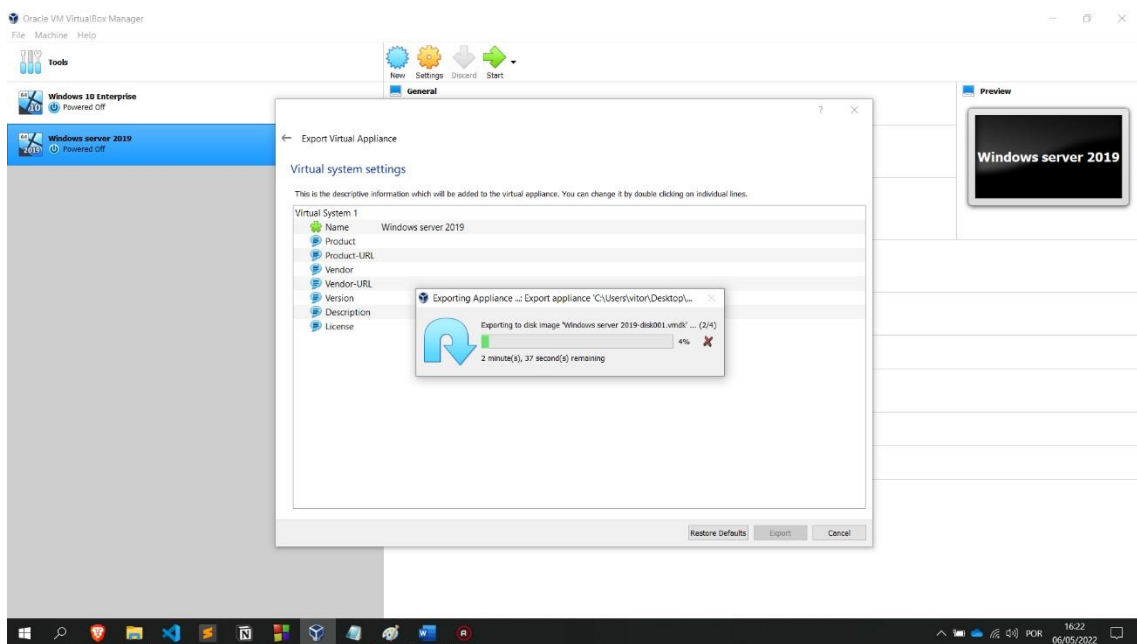 Oracle VM VirtualBox Manager
File Machine Help
Tools
New Settings Discard Start
Windows 10 Enterprise
Powered Off
Windows server 2019
Powered Off
General
Preview
Windows server 2019
Export Virtual Appliance
Virtual system settings
This is the descriptive information which will be added to the virtual appliance. You can change it by double clicking on individual lines.
Virtual System 1
Name Windows server 2019
Product
Product-URL
Vendor
Vendor-URL
Version
Description
License
Exporting Appliance ...: Export appliance 'C:\Users\vitor\Desktop\...
Exporting to disk image 'Windows server 2019-disk001.vmdk' ... (2/4)
4%
2 minute(s), 37 second(s) remaining
Restore Defaults Export Cancel
POR
16:22
06/05/2022